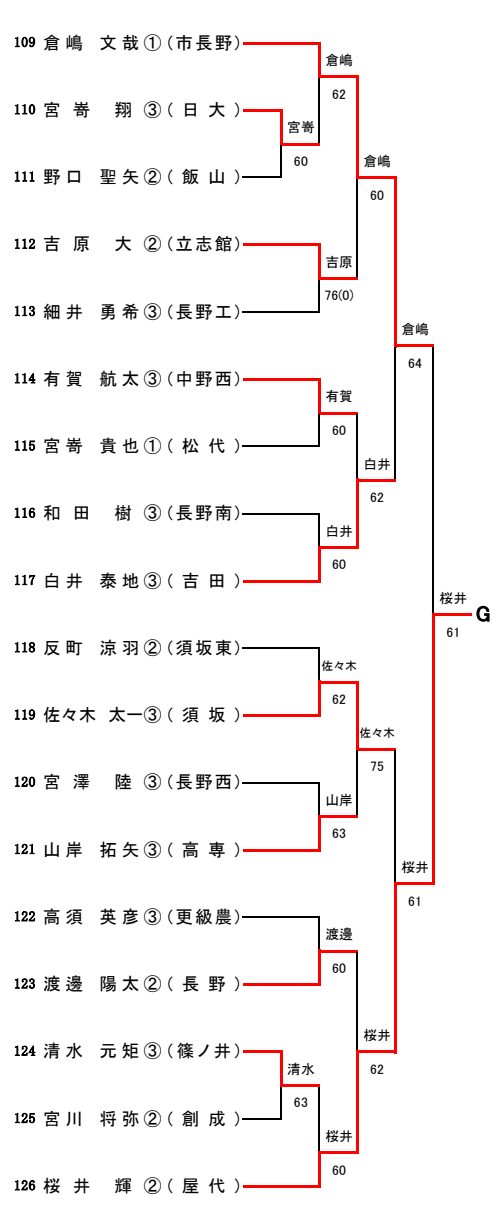 109 倉嶋 文哉①(市長野)
倉嶋
62
110 宮嵜 翔③(日大)
宮嵜
60
111 野口 聖矢②(飯山)
倉嶋
60
112 吉原 大②(立志館)
吉原
76(0)
113 細井 勇希③(長野工)
倉嶋
64
114 有賀 航太③(中野西)
有賀
60
115 宮嵜 貴也①(松代)
白井
62
116 和田 樹③(長野南)
白井
60
117 白井 泰地③(吉田)
桜井
G
61
118 反町 涼羽②(須坂東)
佐々木
62
119 佐々木 太一③(須坂)
佐々木
75
120 宮澤 陸③(長野西)
山岸
63
121 山岸 拓矢③(高専)
桜井
61
122 高須 英彦③(更級農)
渡邊
60
123 渡邊 陽太②(長野)
桜井
62
124 清水 元矩③(篠ノ井)
清水
63
125 宮川 将弥②(創成)
桜井
60
126 桜井 輝②(屋代)